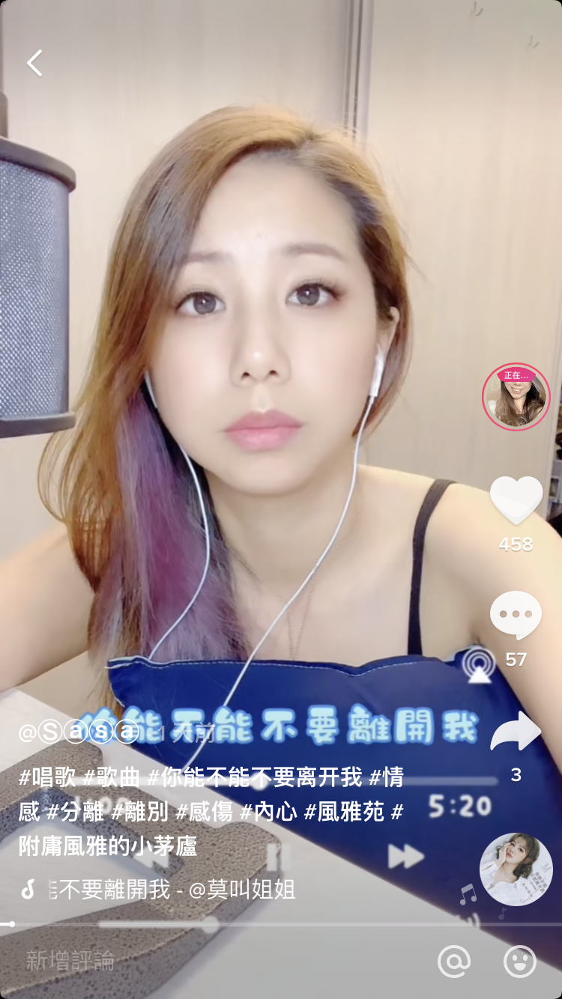 正在...
458
57
你能不能不要離開我
@Ⓢⓐⓢⓐ · 1天前
#唱歌 #歌曲 #你能不能不要离开我 #情
感 #分離 #離別 #感傷 #內心 #風雅苑 #
附庸風雅的小茅廬
3
5:20
能不要離開我 - @莫叫姐姐
新增評論